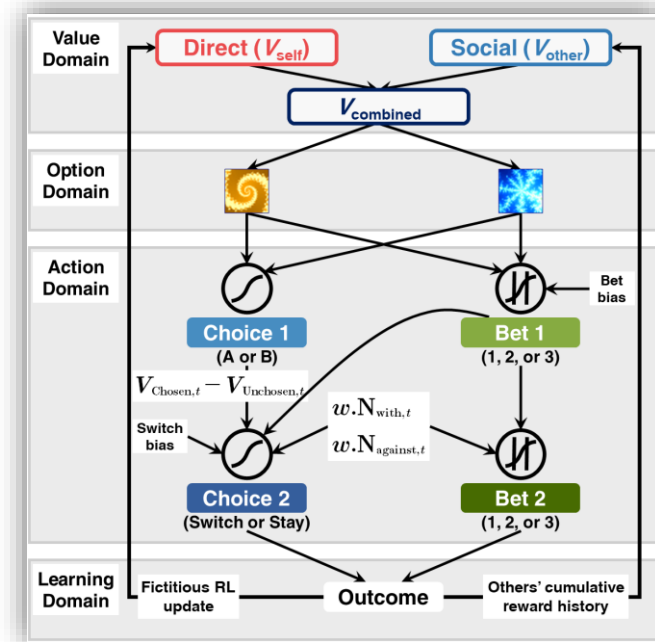 Value
Domain
Direct (Vself)
Social (Vother)
Vcombined
Option
Domain
Action
Domain
Bet
bias
Choice 1
(A or B)
Bet 1
(1, 2, or 3)
VChosen,t − VUnchosen,t
w.Nwith,t
w.Nagainst,t
Switch
bias
Choice 2
(Switch or Stay)
Bet 2
(1, 2, or 3)
Learning
Domain
Fictitious RL
update
Outcome
Others' cumulative
reward history